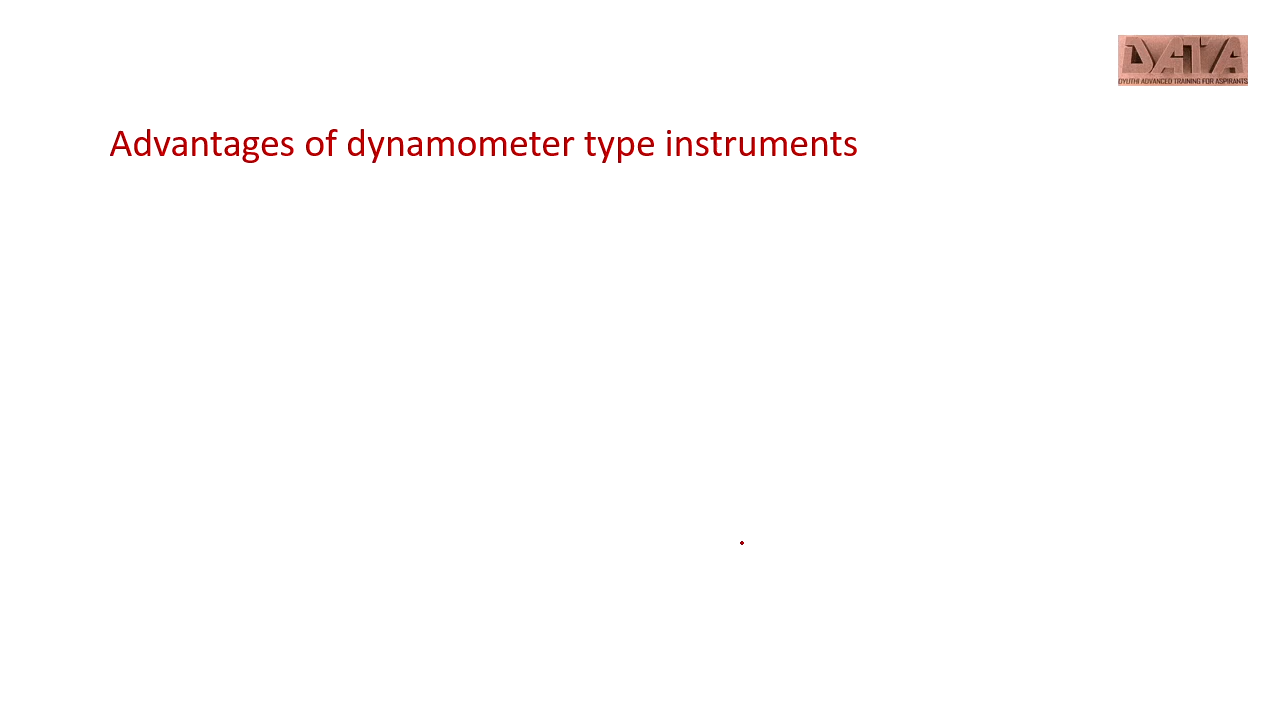 DATA
DYUTHI ADVANCED TRAINING FOR ASPIRANTS
Advantages of dynamometer type instruments